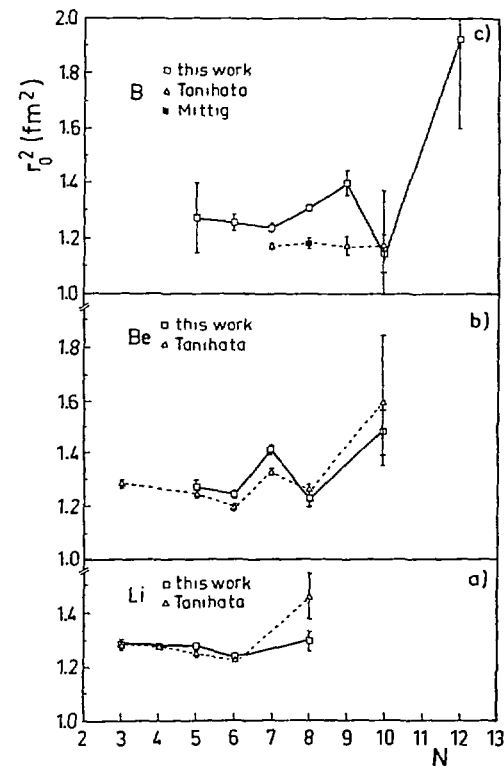 2.0
c)
□ this work
B
▵ Tanihata
▪ Mittig
1.8
1.6
1.4
1.2
1.0
r₀² (fm²)
b)
□ this work
Be
▵ Tanihata
1.8
1.6
1.4
1.2
1.0
a)
□ this work
Li
▵ Tanihata
1.4
1.2
1.0
2 3 4 5 6 7 8 9 10 11 12 13
N